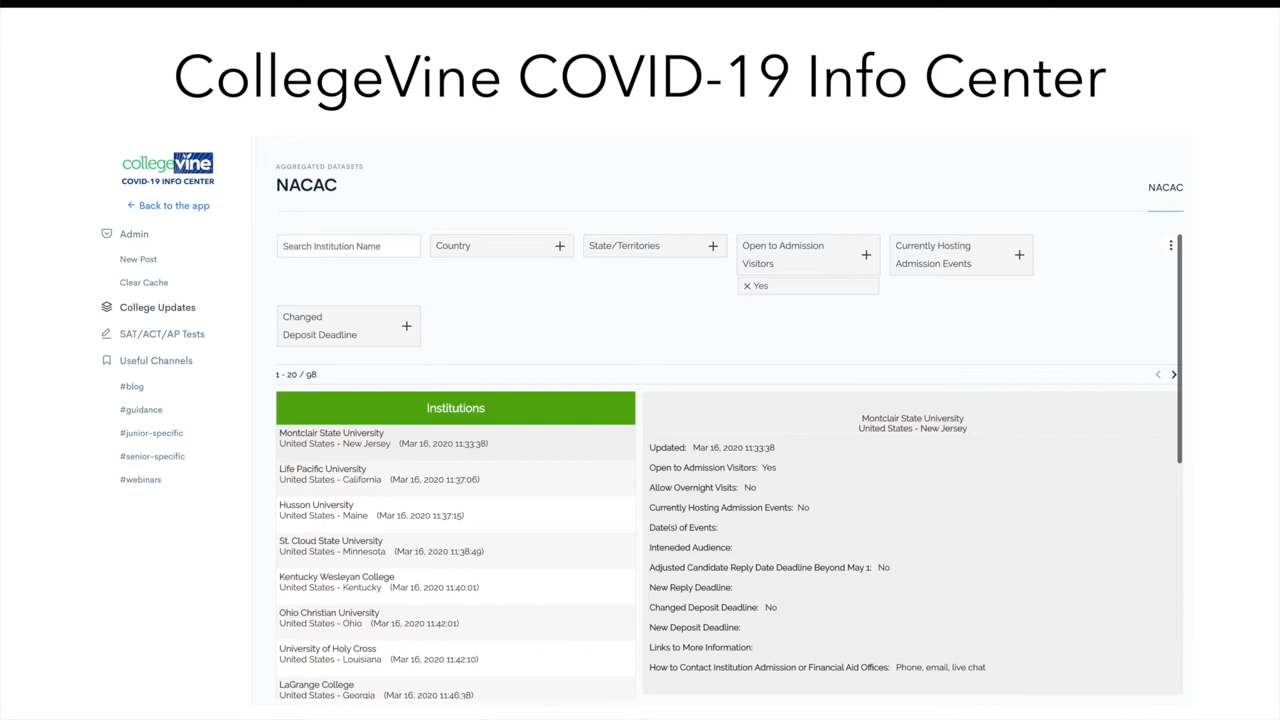 CollegeVine COVID-19 Info Center
collegevine
COVID-19 INFO CENTER
← Back to the app
Admin
New Post
Clear Cache
College Updates
SAT/ACT/AP Tests
Useful Channels
#blog
#guidance
#junior-specific
#senior-specific
#webinars
AGGREGATED DATASETS
NACAC
NACAC
Search Institution Name
Country +
State/Territories +
Open to Admission
Visitors +
× Yes
Currently Hosting
Admission Events +
Changed
Deposit Deadline +
1 - 20 / 98
Institutions
Montclair State University
United States - New Jersey (Mar 16, 2020 11:33:38)
Life Pacific University
United States - California (Mar 16, 2020 11:37:06)
Husson University
United States - Maine (Mar 16, 2020 11:37:15)
St. Cloud State University
United States - Minnesota (Mar 16, 2020 11:38:49)
Kentucky Wesleyan College
United States - Kentucky (Mar 16, 2020 11:40:01)
Ohio Christian University
United States - Ohio (Mar 16, 2020 11:42:01)
University of Holy Cross
United States - Louisiana (Mar 16, 2020 11:42:10)
LaGrange College
United States - Georgia (Mar 16, 2020 11:46:38)
Montclair State University
United States - New Jersey
Updated: Mar 16, 2020 11:33:38
Open to Admission Visitors: Yes
Allow Overnight Visits: No
Currently Hosting Admission Events: No
Date(s) of Events:
Inteneded Audience:
Adjusted Candidate Reply Date Deadline Beyond May 1: No
New Reply Deadline:
Changed Deposit Deadline: No
New Deposit Deadline:
Links to More Information:
How to Contact Institution Admission or Financial Aid Offices: Phone, email, live chat